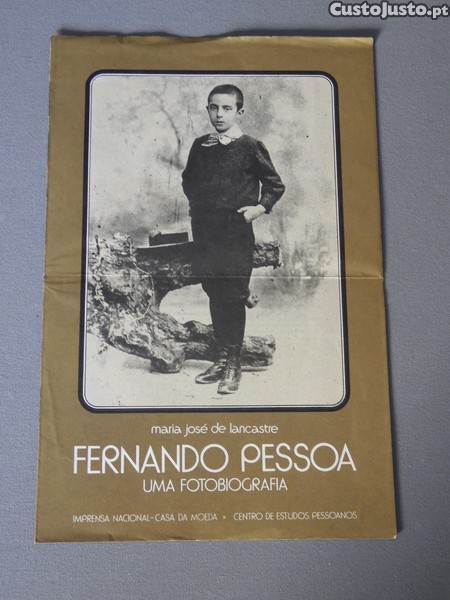 CustoJusto.pt
maria josé de lancastre
FERNANDO PESSOA
UMA FOTOBIOGRAFIA
IMPRENSA NACIONAL-CASA DA MOEDA • CENTRO DE ESTUDOS PESSOANOS